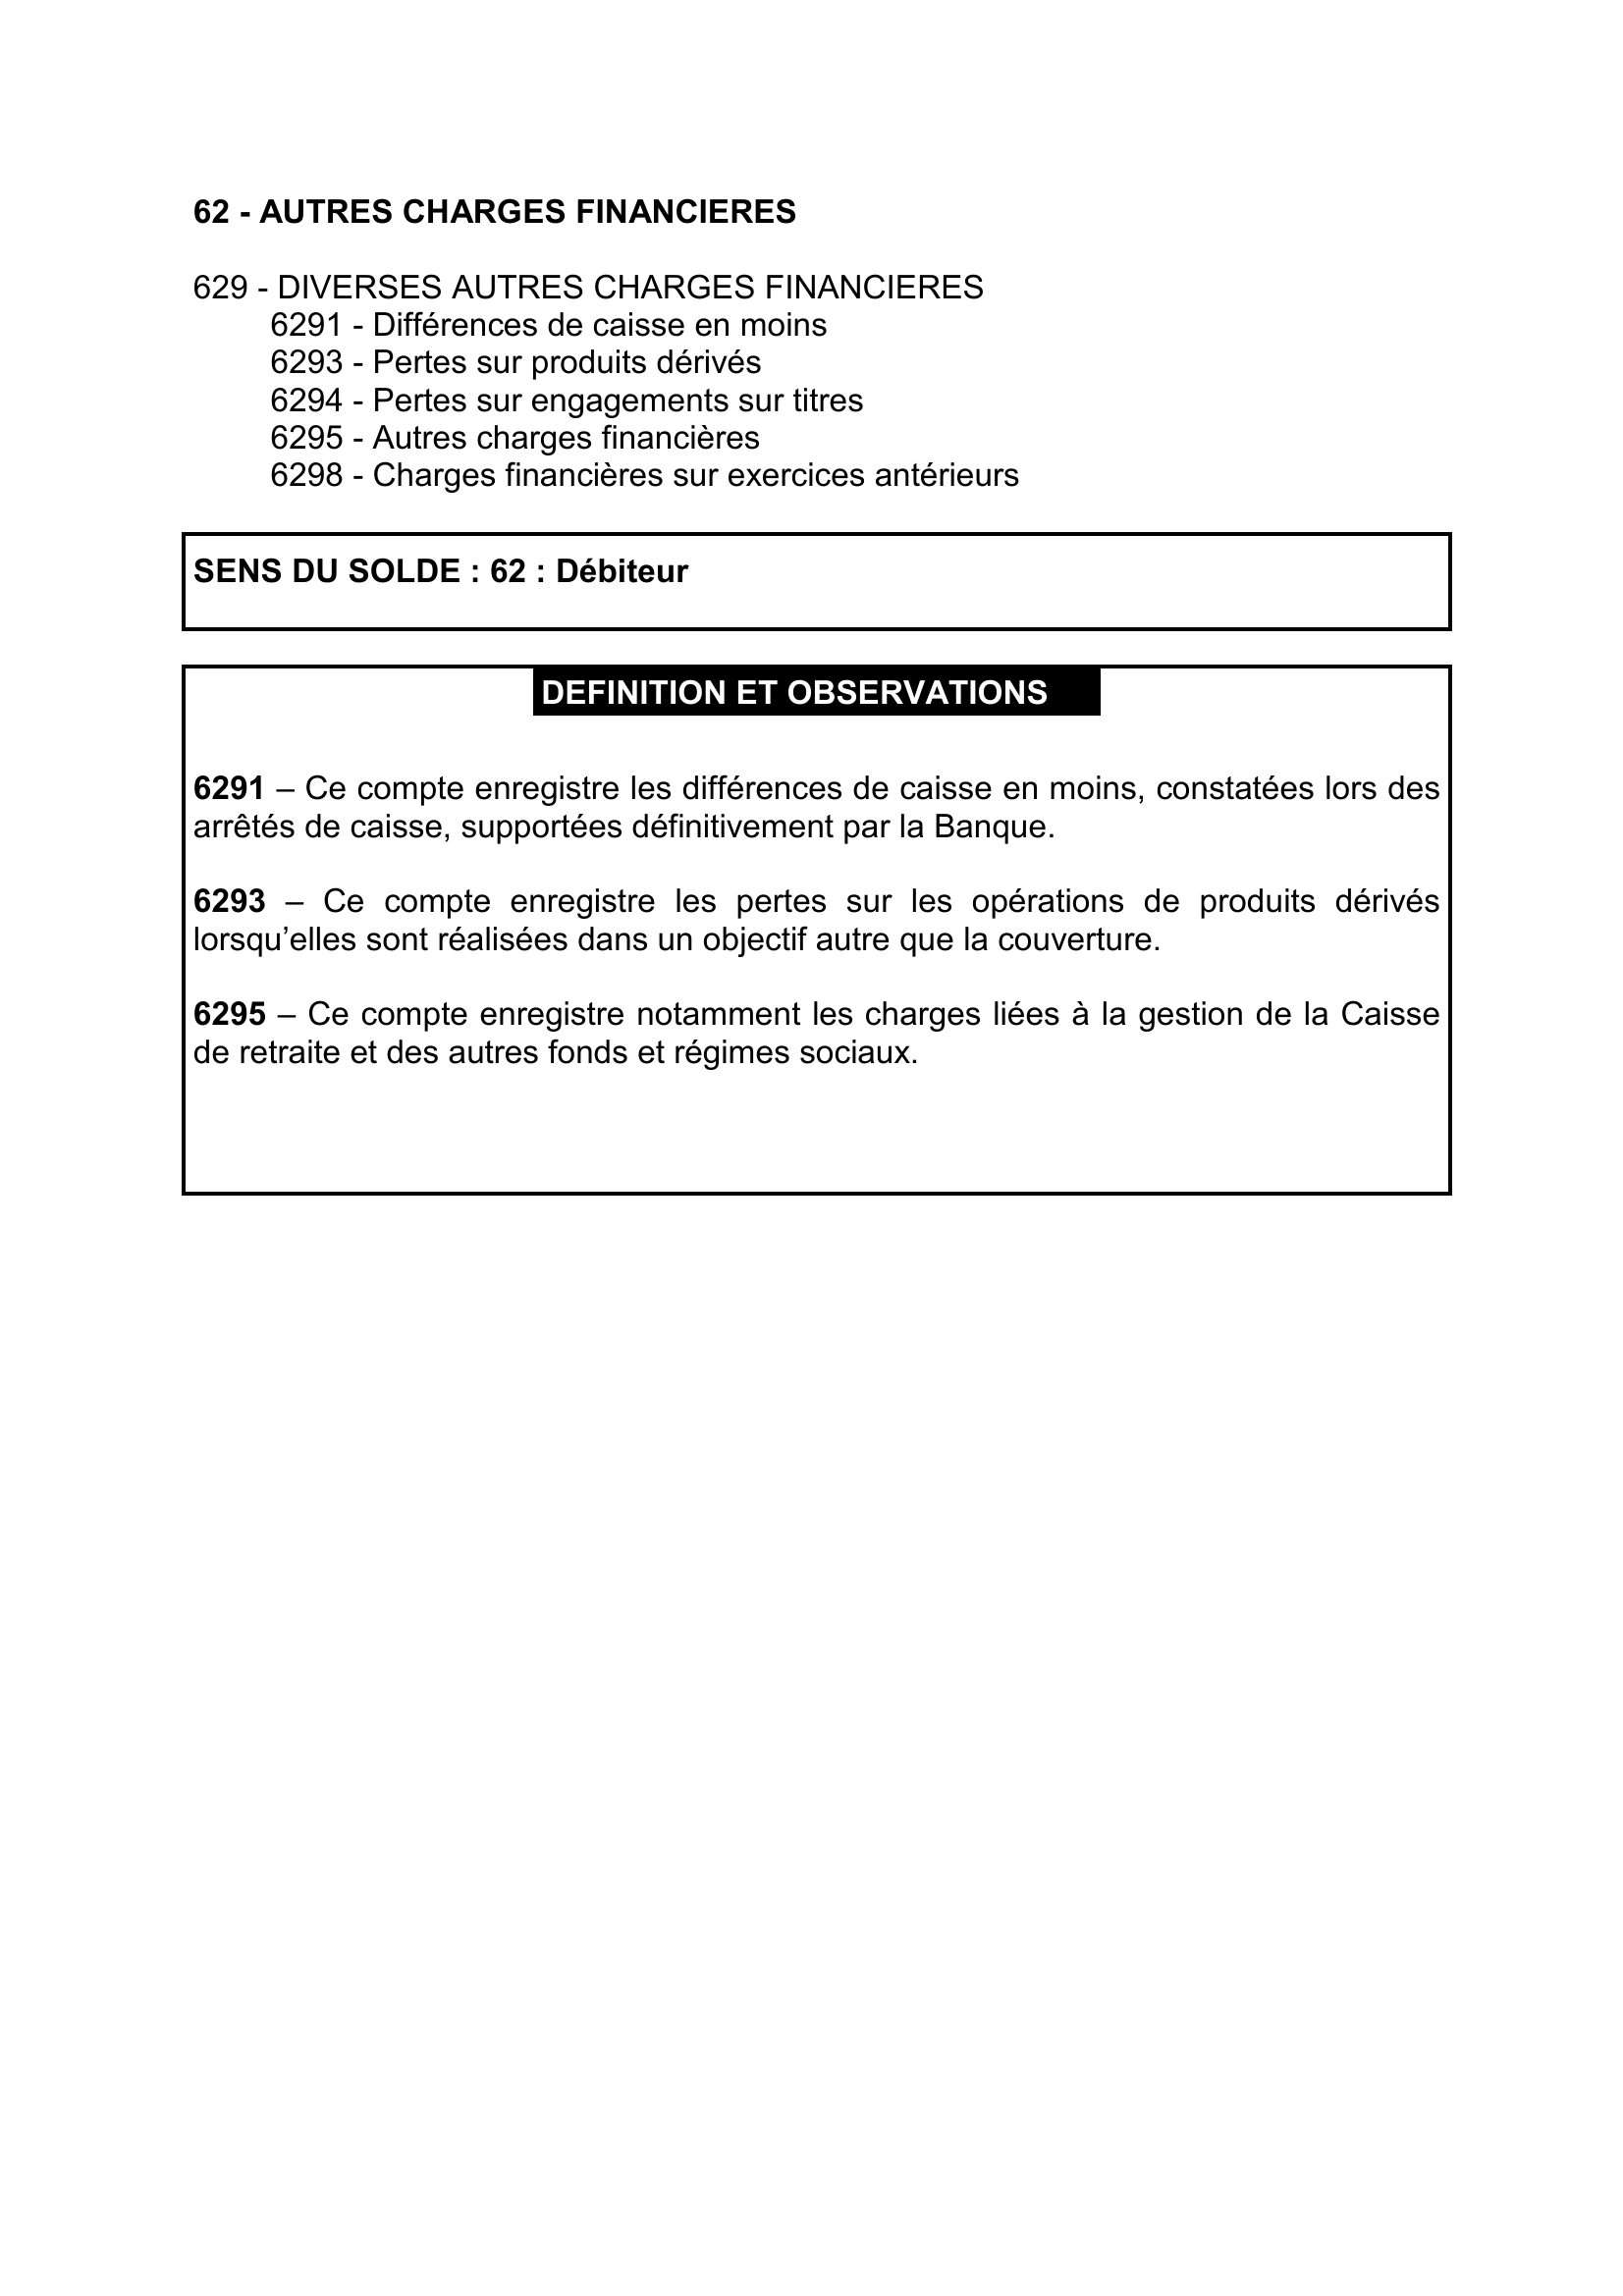 62 - AUTRES CHARGES FINANCIERES
629 - DIVERSES AUTRES CHARGES FINANCIERES
6291 - Différences de caisse en moins
6293 - Pertes sur produits dérivés
6294 - Pertes sur engagements sur titres
6295 - Autres charges financières
6298 - Charges financières sur exercices antérieurs
SENS DU SOLDE : 62 : Débiteur
DEFINITION ET OBSERVATIONS
6291 – Ce compte enregistre les différences de caisse en moins, constatées lors des
arrêtés de caisse, supportées définitivement par la Banque.
6293 – Ce compte enregistre les pertes sur les opérations de produits dérivés
lorsqu’elles sont réalisées dans un objectif autre que la couverture.
6295 – Ce compte enregistre notamment les charges liées à la gestion de la Caisse
de retraite et des autres fonds et régimes sociaux.